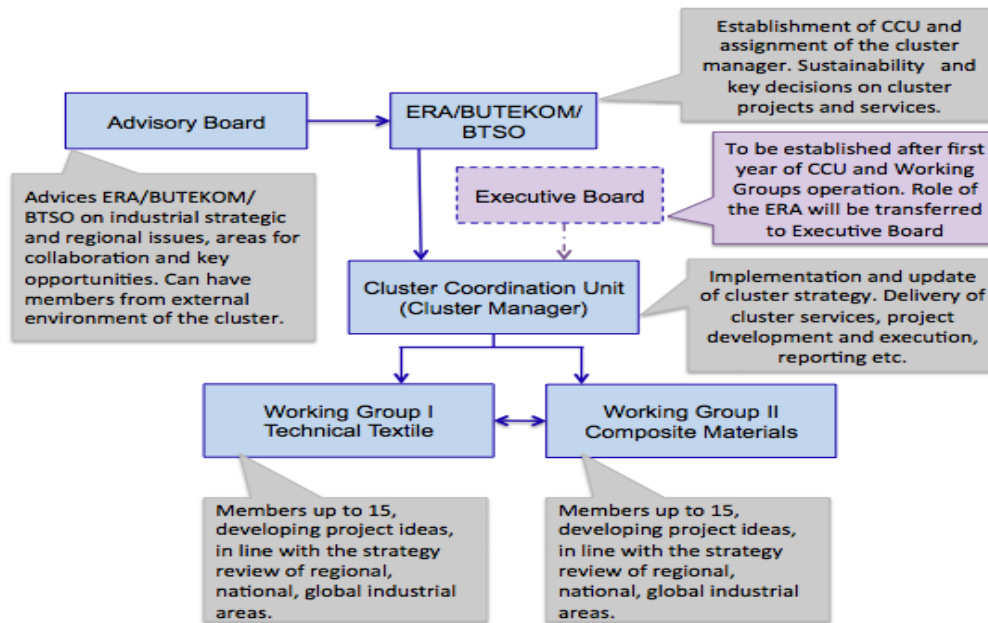 Establishment of CCU and
assignment of the cluster
manager. Sustainability and
key decisions on cluster
projects and services.
Advisory Board
ERA/BUTEKOM/
BTSO
Advices ERA/BUTEKOM/
BTSO on industrial strategic
and regional issues, areas for
collaboration and key
opportunities. Can have
members from external
environment of the cluster.
Executive Board
To be established after first
year of CCU and Working
Groups operation. Role of
the ERA will be transferred
to Executive Board
Cluster Coordination Unit
(Cluster Manager)
Implementation and update
of cluster strategy. Delivery of
cluster services, project
development and execution,
reporting etc.
Working Group I
Technical Textile
Working Group II
Composite Materials
Members up to 15,
developing project ideas,
in line with the strategy
review of regional,
national, global industrial
areas.
Members up to 15,
developing project ideas,
in line with the strategy
review of regional,
national, global industrial
areas.